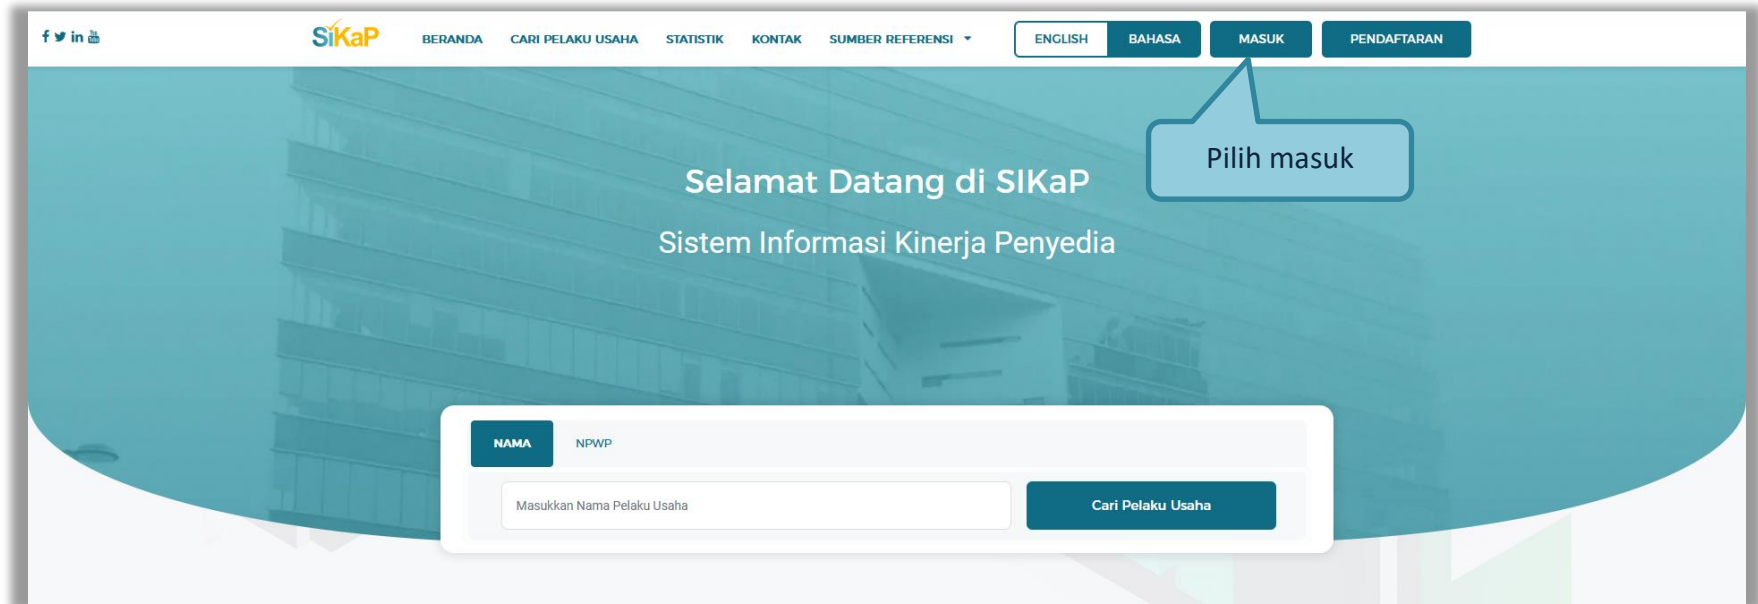 SiKaP
BERANDA CARI PELAKU USAHA STATISTIK KONTAK SUMBER REFERENSI ENGLISH BAHASA MASUK PENDAFTARAN
Pilih masuk
Selamat Datang di SIKaP
Sistem Informasi Kinerja Penyedia
NAMA NPWP
Masukkan Nama Pelaku Usaha Cari Pelaku Usaha